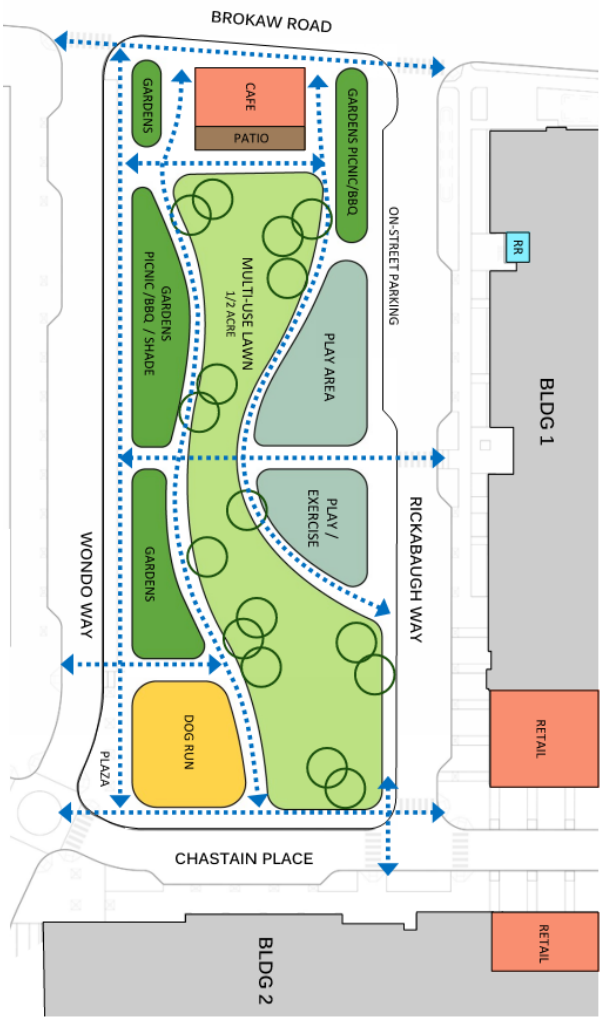 BROKAW ROAD
GARDENS
CAFE
PATIO
GARDENS PICNIC/BBQ
ON-STREET PARKING
RR
BLDG 1
GARDENS
PICNIC /BBQ / SHADE
MULTI-USE LAWN
1/2 ACRE
PLAY AREA
PLAY /
EXERCISE
RICKABAUGH WAY
WONDO WAY
GARDENS
DOG RUN
PLAZA
RETAIL
CHASTAIN PLACE
BLDG 2
RETAIL